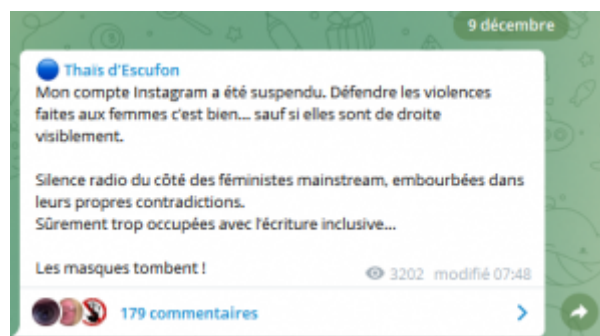 9 décembre
Thaïs d'Escufon
Mon compte Instagram a été suspendu. Défendre les violences
faites aux femmes c'est bien... sauf si elles sont de droite
visiblement.
Silence radio du côté des féministes mainstream, embourbées dans
leurs propres contradictions.
Sûrement trop occupées avec l'écriture inclusive...
Les masques tombent !
3202 modifié 07:48
179 commentaires